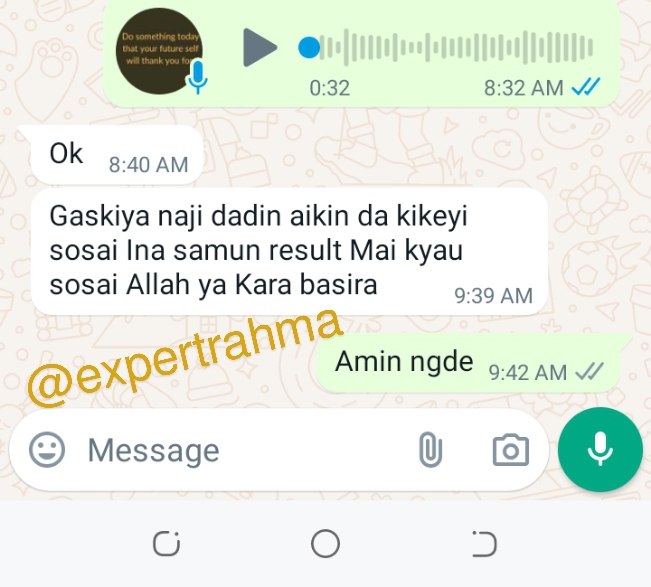 Do something today
that your future self
will thank you for
0:32
8:32 AM
Ok
8:40 AM
Gaskiya naji dadin aikin da kikeyi
sosai Ina samun result Mai kyau
sosai Allah ya Kara basira
9:39 AM
@expertrahma
Amin ngde
9:42 AM
Message